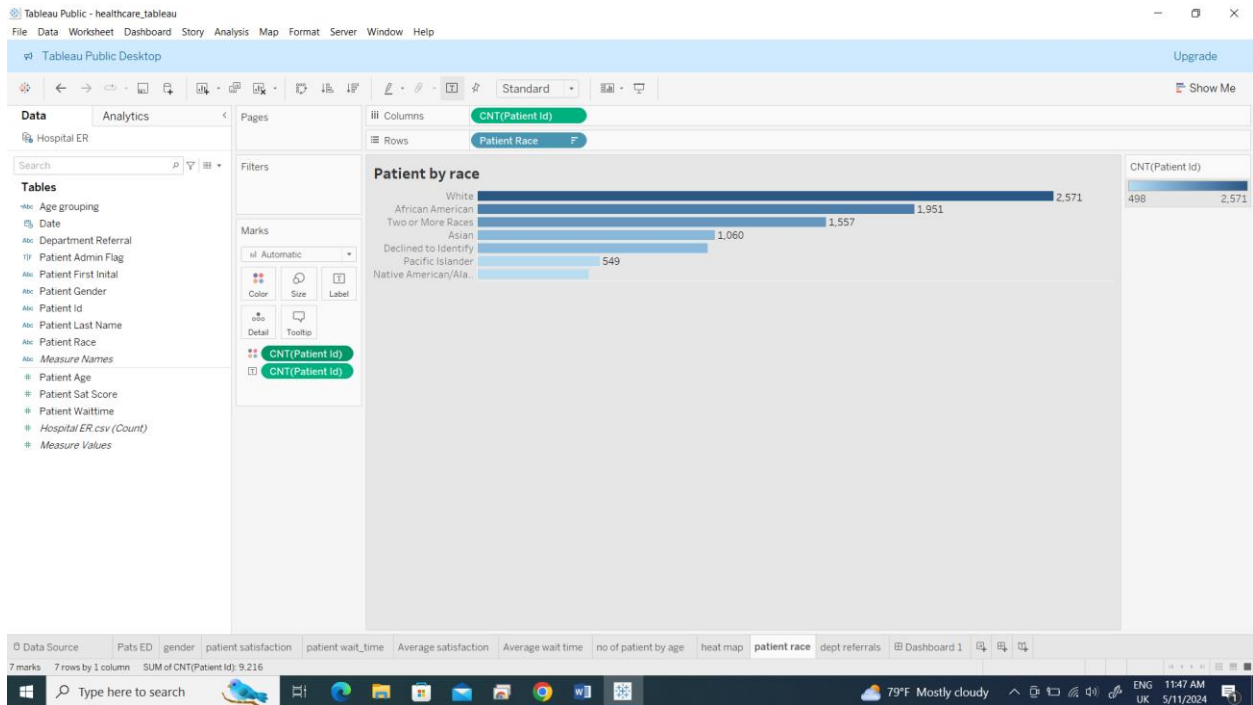 Tableau Public - healthcare_tableau
File Data Worksheet Dashboard Story Analysis Map Format Server Window Help
Tableau Public Desktop
Upgrade
Standard
Show Me
Data
Analytics
Hospital ER
Search
Tables
Abc Age grouping
Date
Abc Department Referral
T|F Patient Admin Flag
Abc Patient First Inital
Abc Patient Gender
Abc Patient Id
Abc Patient Last Name
Abc Patient Race
Abc Measure Names
# Patient Age
# Patient Sat Score
# Patient Waittime
# Hospital ER.csv (Count)
# Measure Values
Pages
Filters
Marks
Automatic
Color
Size
Label
Detail
Tooltip
CNT(Patient Id)
CNT(Patient Id)
Columns
CNT(Patient Id)
Rows
Patient Race
Patient by race
White 2,571
African American 1,951
Two or More Races 1,557
Asian 1,060
Declined to Identify
Pacific Islander 549
Native American/Ala..
CNT(Patient Id)
498 2,571
Data Source Pats ED gender patient satisfaction patient wait_time Average satisfaction Average wait time no of patient by age heat map patient race dept referrals Dashboard 1
7 marks 7 rows by 1 column SUM of CNT(Patient Id): 9,216
Type here to search
79°F Mostly cloudy
ENG
UK
11:47 AM
5/11/2024